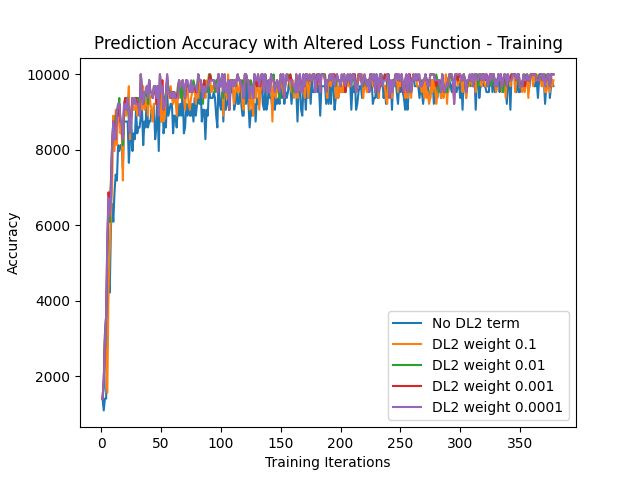 Prediction Accuracy with Altered Loss Function - Training
10000
8000
6000
4000
2000
Accuracy
No DL2 term
DL2 weight 0.1
DL2 weight 0.01
DL2 weight 0.001
DL2 weight 0.0001
0 50 100 150 200 250 300 350
Training Iterations